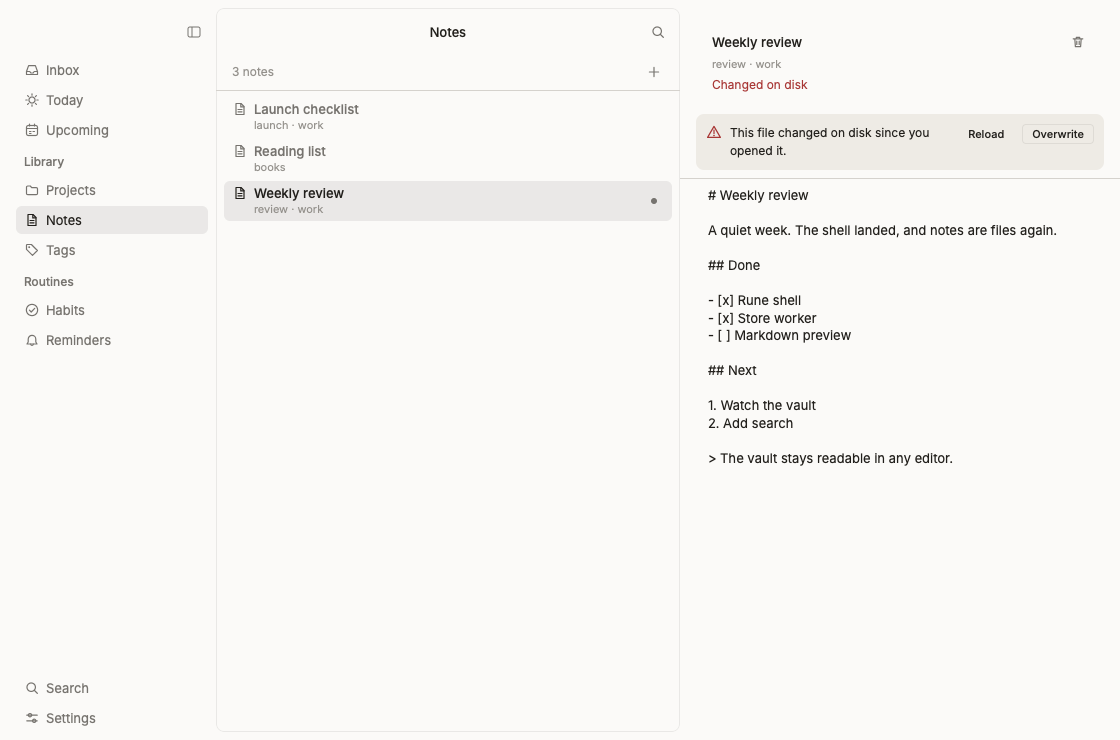 Inbox
Today
Upcoming
Library
Projects
Notes
Tags
Routines
Habits
Reminders
Search
Settings
Notes
3 notes
Launch checklist
launch · work
Reading list
books
Weekly review
review · work
Weekly review
review · work
Changed on disk
This file changed on disk since you
opened it.
Reload
Overwrite
# Weekly review
A quiet week. The shell landed, and notes are files again.
## Done
- [x] Rune shell
- [x] Store worker
- [ ] Markdown preview
## Next
1. Watch the vault
2. Add search
> The vault stays readable in any editor.